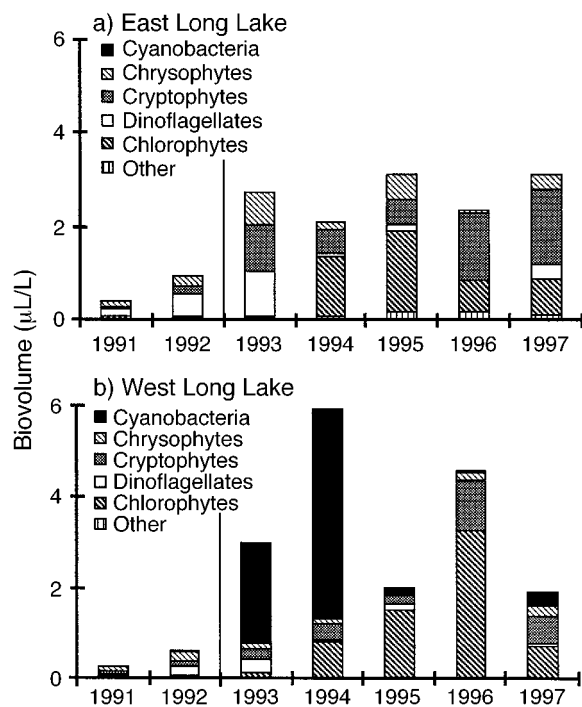 a) East Long Lake
6
Cyanobacteria
Chrysophytes
Cryptophytes
4
Dinoflagellates
Chlorophytes
Other
2
0
1991 1992 1993 1994 1995 1996 1997
Biovolume (µL/L)
b) West Long Lake
6
Cyanobacteria
Chrysophytes
Cryptophytes
Dinoflagellates
4
Chlorophytes
Other
2
0
1991 1992 1993 1994 1995 1996 1997